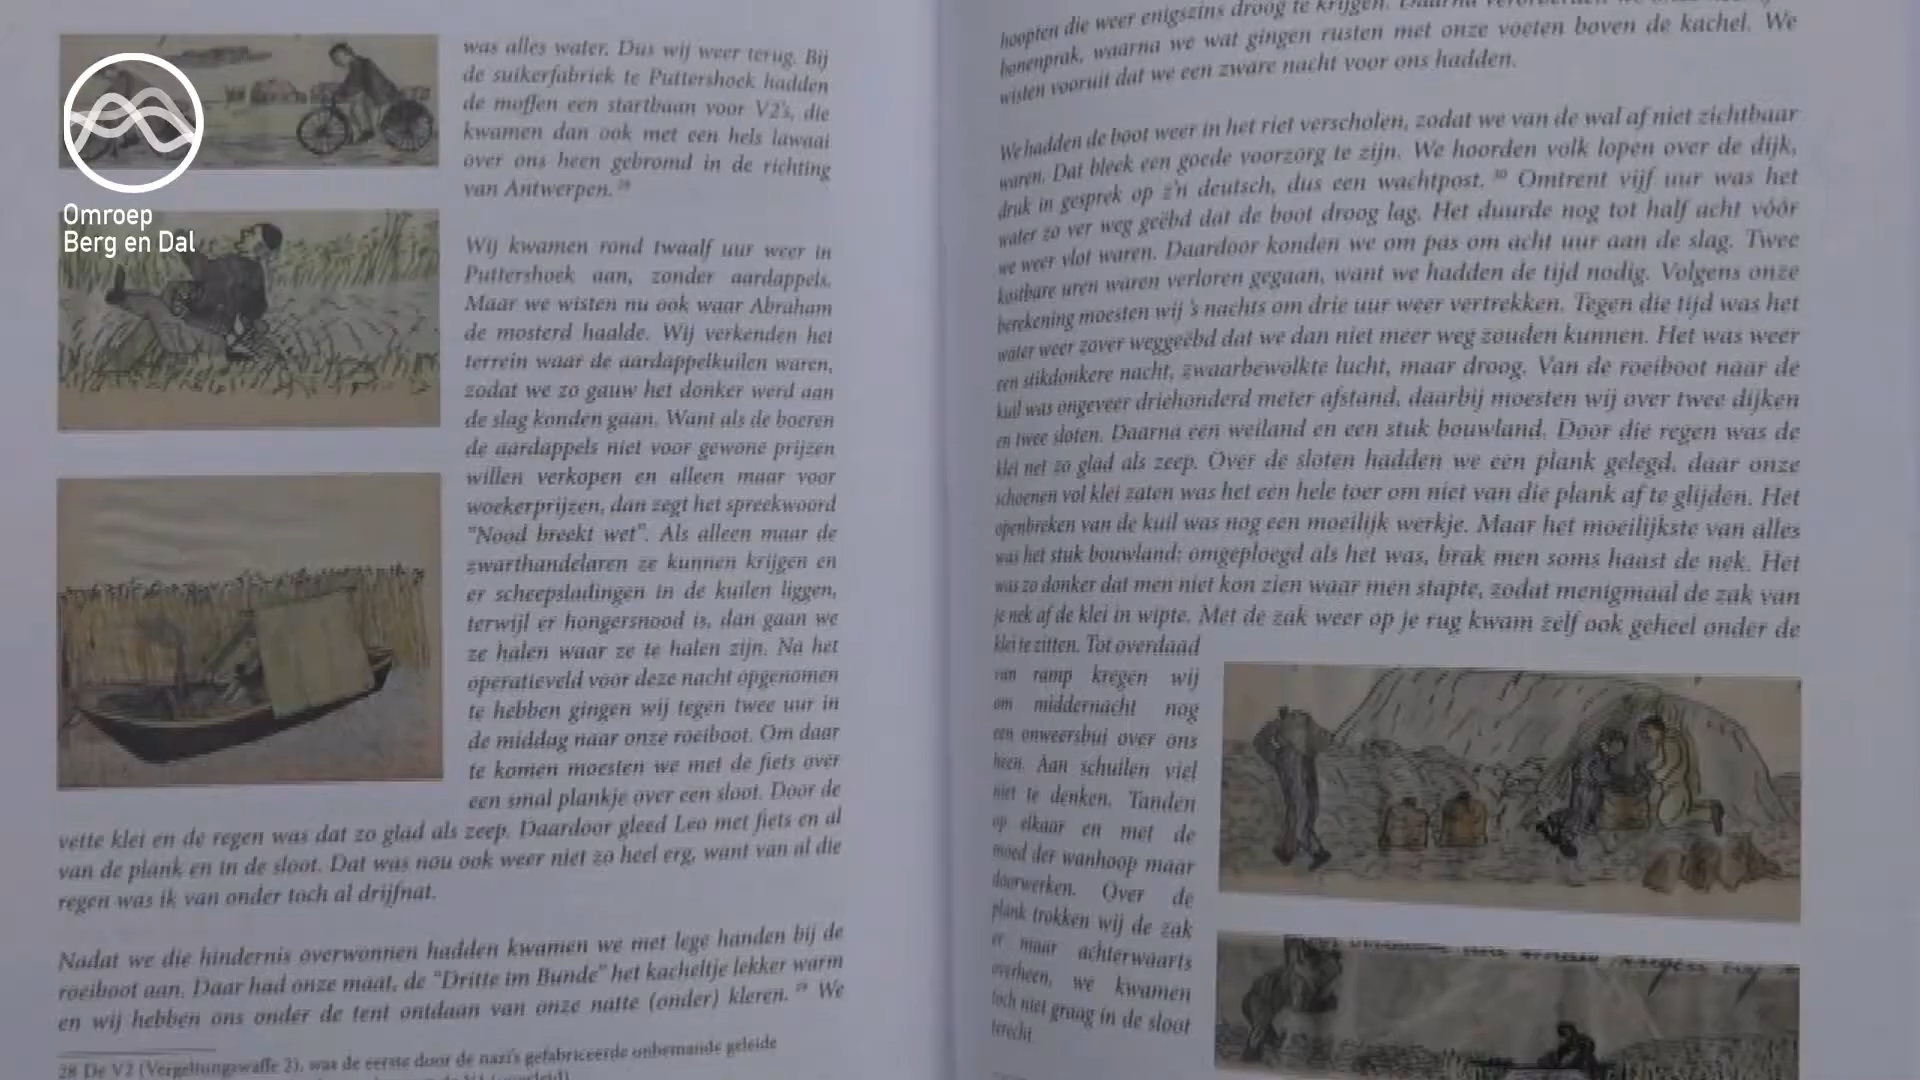 Omroep
Berg en Dal
was alles water. Dus wij weer terug. Bij
de suikerfabriek te Puttershoek hadden
de moffen een startbaan voor V2's, die
kwamen dan ook met een hels lawaai
over ons heen gebromd in de richting
van Antwerpen. 28
Wij kwamen rond twaalf uur weer in
Puttershoek aan, zonder aardappels.
Maar we wisten nu ook waar Abraham
de mosterd haalde. Wij verkenden het
terrein waar de aardappelkuilen waren,
zodat we zo gauw het donker werd aan
de slag konden gaan. Want als de boeren
de aardappels niet voor gewone prijzen
willen verkopen en alleen maar voor
woekerprijzen, dan zegt het spreekwoord
"Nood breekt wet". Als alleen maar de
zwarthandelaren ze kunnen krijgen en
er scheepsladingen in de kuilen liggen,
terwijl er hongersnood is, dan gaan we
ze halen waar ze te halen zijn. Na het
operatieveld voor deze nacht opgenomen
te hebben gingen wij tegen twee uur in
de middag naar onze roeiboot. Om daar
te komen moesten we met de fiets over
een smal plankje over een sloot. Door de
vette klei en de regen was dat zo glad als zeep. Daardoor gleed Leo met fiets en al
van de plank en in de sloot. Dat was nou ook weer niet zo heel erg, want van al die
regen was ik van onder toch al drijfnat.
Nadat we die hindernis overwonnen hadden kwamen we met lege handen bij de
roeiboot aan. Daar had onze maat, de "Dritte im Bunde" het kacheltje lekker warm
en wij hebben ons onder de tent ontdaan van onze natte (onder) kleren. 29 We
28 De V2 (Vergeltungswaffe 2), was de eerste door de nazi's gefabriceerde onbemande geleide
hoopten die weer enigszins droog te krijgen. Daarna
bonenprak, waarna we wat gingen rusten met onze voeten boven de kachel. We
wisten vooruit dat we een zware nacht voor ons hadden.
We hadden de boot weer in het riet verscholen, zodat we van de wal af niet zichtbaar
waren. Dat bleek een goede voorzorg te zijn. We hoorden volk lopen over de dijk,
druk in gesprek op z'n deutsch, dus een wachtpost. 30 Omtrent vijf uur was het
water zo ver weg geëbd dat de boot droog lag. Het duurde nog tot half acht vóór
we weer vlot waren. Daardoor konden we om pas om acht uur aan de slag. Twee
kostbare uren waren verloren gegaan, want we hadden de tijd nodig. Volgens onze
berekening moesten wij 's nachts om drie uur weer vertrekken. Tegen die tijd was het
water weer zover weggeëbd dat we dan niet meer weg zouden kunnen. Het was weer
een stikdonkere nacht, zwaarbewolkte lucht, maar droog. Van de roeiboot naar de
kuil was ongeveer driehonderd meter afstand, daarbij moesten wij over twee dijken
en twee sloten. Daarna een weiland en een stuk bouwland. Door die regen was de
klei net zo glad als zeep. Over de sloten hadden we een plank gelegd, daar onze
schoenen vol klei zaten was het een hele toer om niet van die plank af te glijden. Het
openbreken van de kuil was nog een moeilijk werkje. Maar het moeilijkste van alles
was het stuk bouwland; omgeploegd als het was, brak men soms haast de nek. Het
was zo donker dat men niet kon zien waar men stapte, zodat menigmaal de zak van
je nek af de klei in wipte. Met de zak weer op je rug kwam zelf ook geheel onder de
klei te zitten. Tot overdaad
van ramp kregen wij
om middernacht nog
een onweersbui over ons
heen. Aan schuilen viel
niet te denken. Tanden
op elkaar en met de
moed der wanhoop maar
doorwerken. Over de
plank trokken wij de zak
er maar achterwaarts
overheen, we kwamen
toch niet graag in de sloot
terecht.